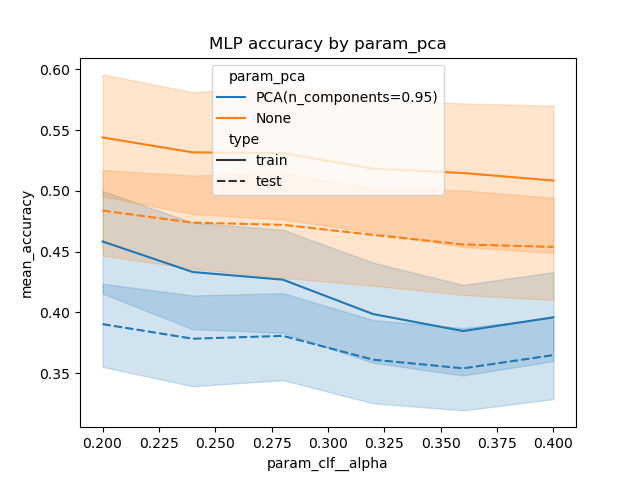 MLP accuracy by param_pca
0.60
0.55
0.50
0.45
0.40
0.35
mean_accuracy
param_pca
PCA(n_components=0.95)
None
type
train
test
0.200 0.225 0.250 0.275 0.300 0.325 0.350 0.375 0.400
param_clf__alpha